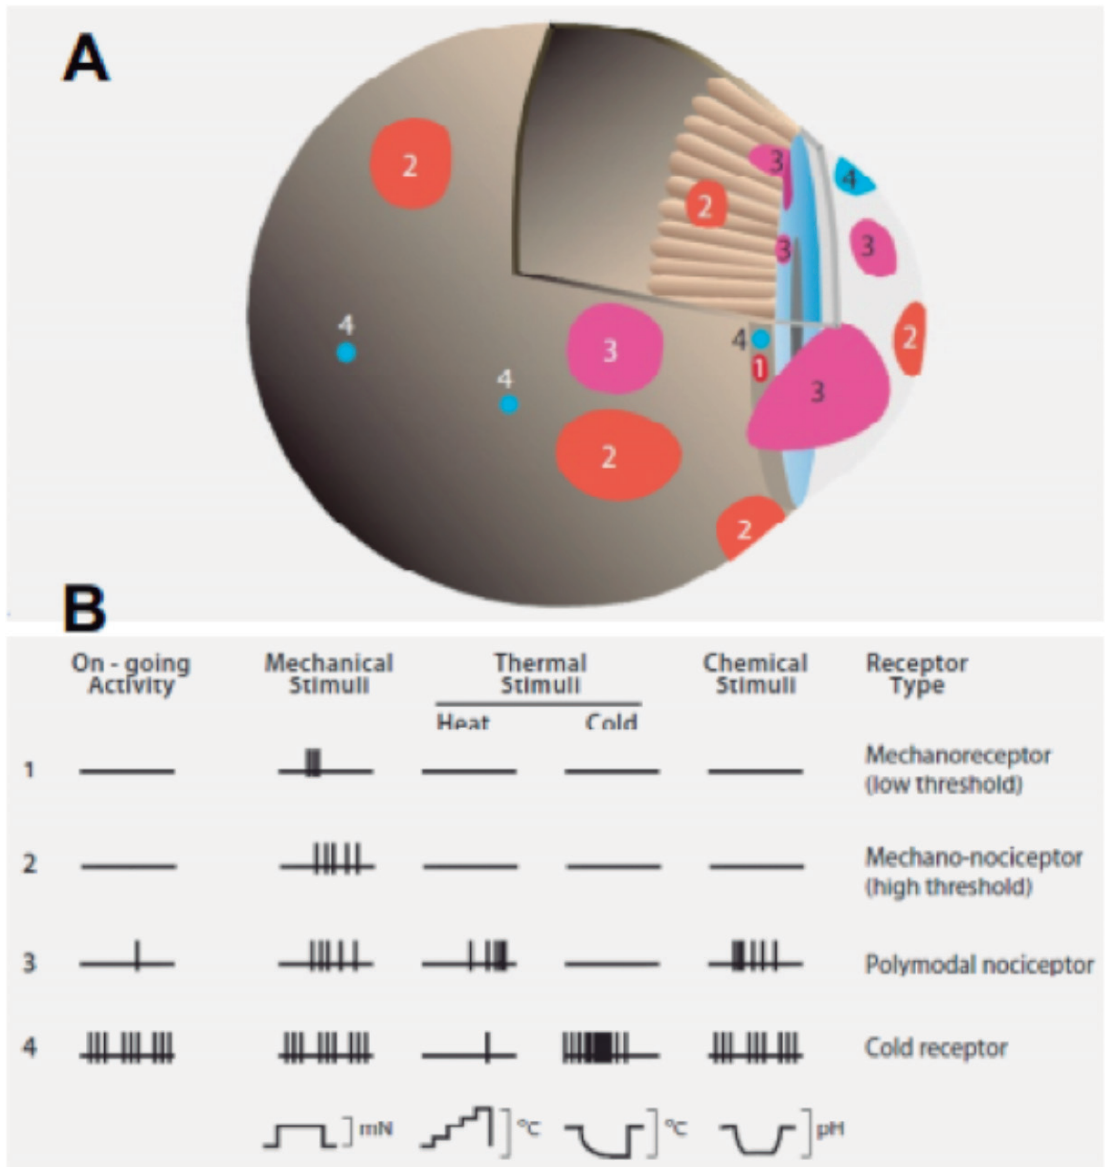 A
2
3
4
2
3
3
4
2
4
3
4
1
3
2
2
B
On - going Activity
Mechanical Stimuli
Thermal Stimuli
Chemical Stimuli
Receptor Type
Heat
Cold
1
Mechanoreceptor
(low threshold)
2
Mechano-nociceptor
(high threshold)
3
Polymodal nociceptor
4
Cold receptor
mN
°C
°C
pH